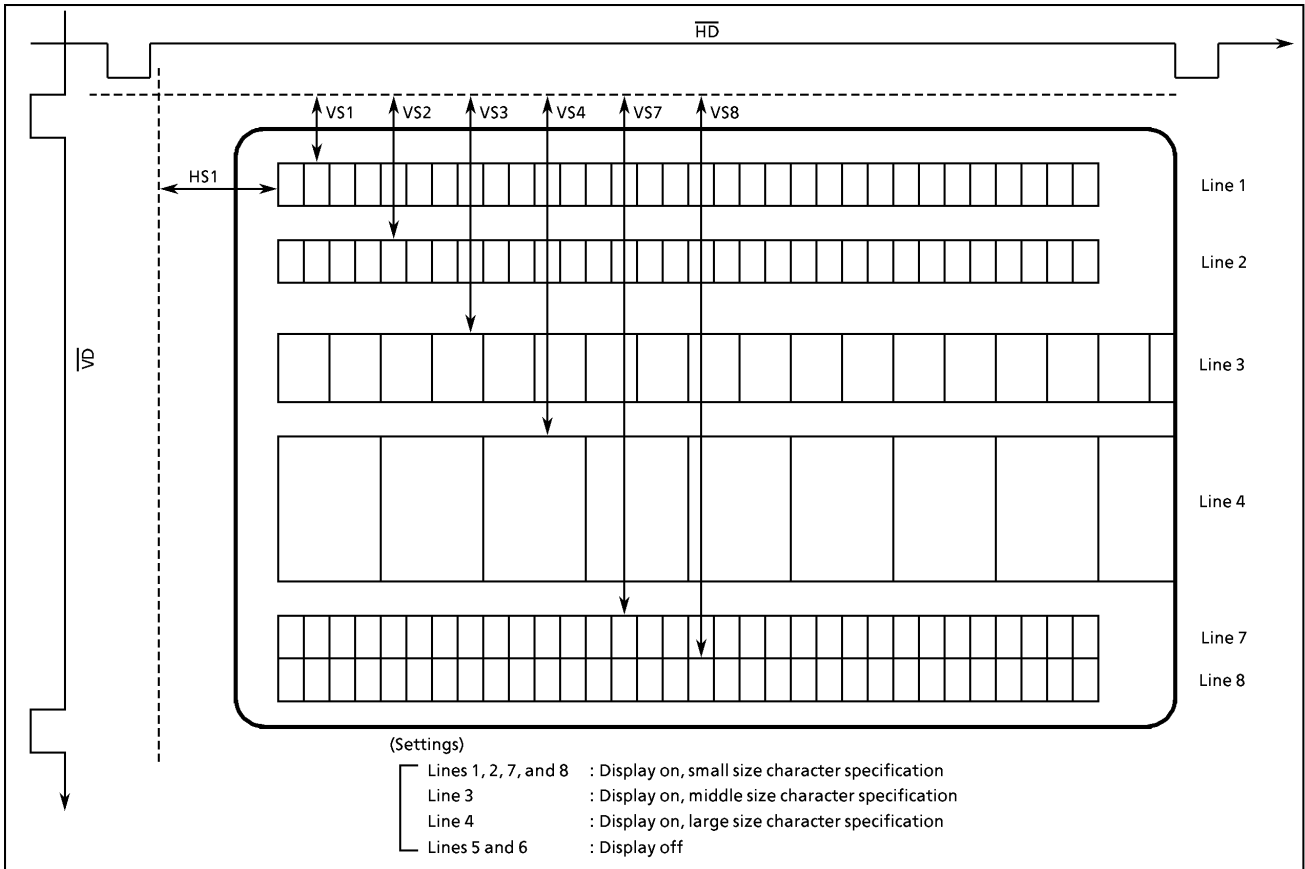 H̅D̅
VS1 VS2 VS3 VS4 VS7 VS8
HS1
Line 1
Line 2
V̅D̅
Line 3
Line 4
Line 7
Line 8
(Settings)
Lines 1, 2, 7, and 8 : Display on, small size character specification
Line 3 : Display on, middle size character specification
Line 4 : Display on, large size character specification
Lines 5 and 6 : Display off